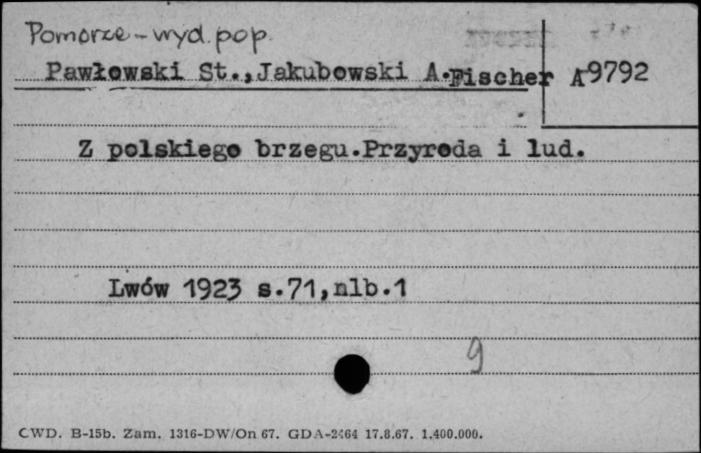 Pomorze - wyd. pop.
Pawłowski St., Jakubowski A. Fischer A9792
Z polskiego brzegu. Przyroda i lud.
Lwów 1923 s.71, nlb.1
9
CWD. B-15b. Zam. 1316-DW/On 67. GDA-2464 17.8.67. 1.400.000.